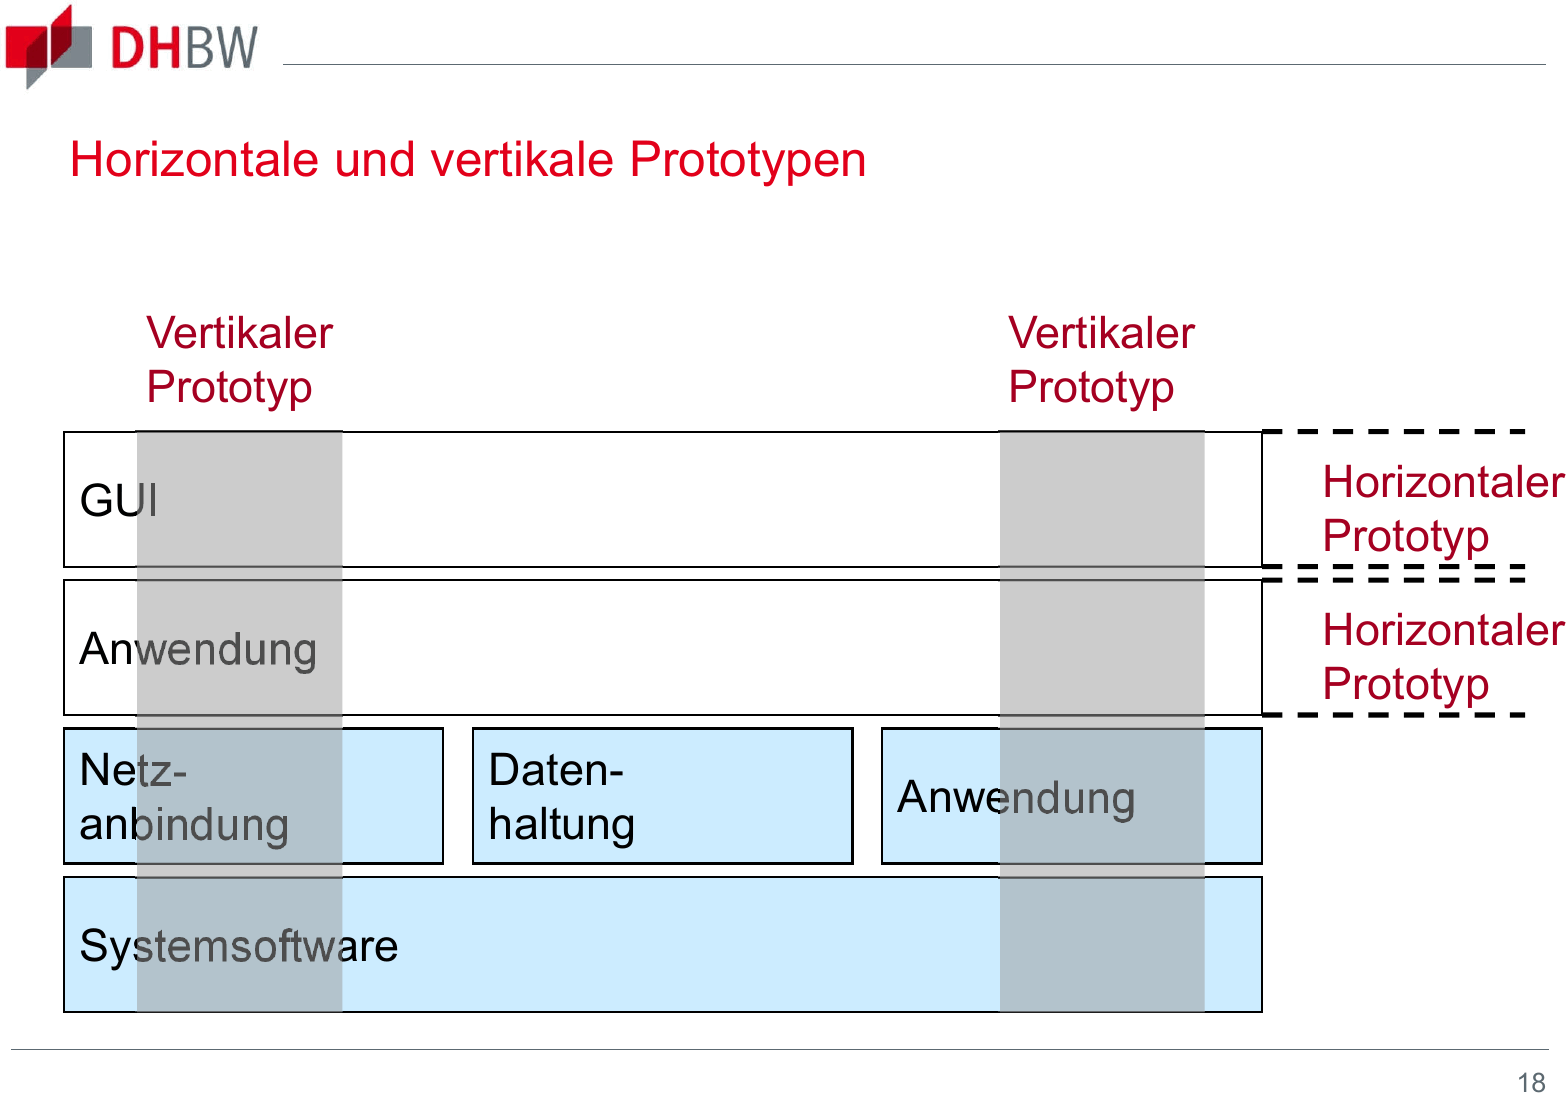 DHBW
Horizontale und vertikale Prototypen
Vertikaler
Prototyp
Vertikaler
Prototyp
GUI
Horizontaler
Prototyp
Anwendung
Horizontaler
Prototyp
Netz-
anbindung
Daten-
haltung
Anwendung
Systemsoftware
18